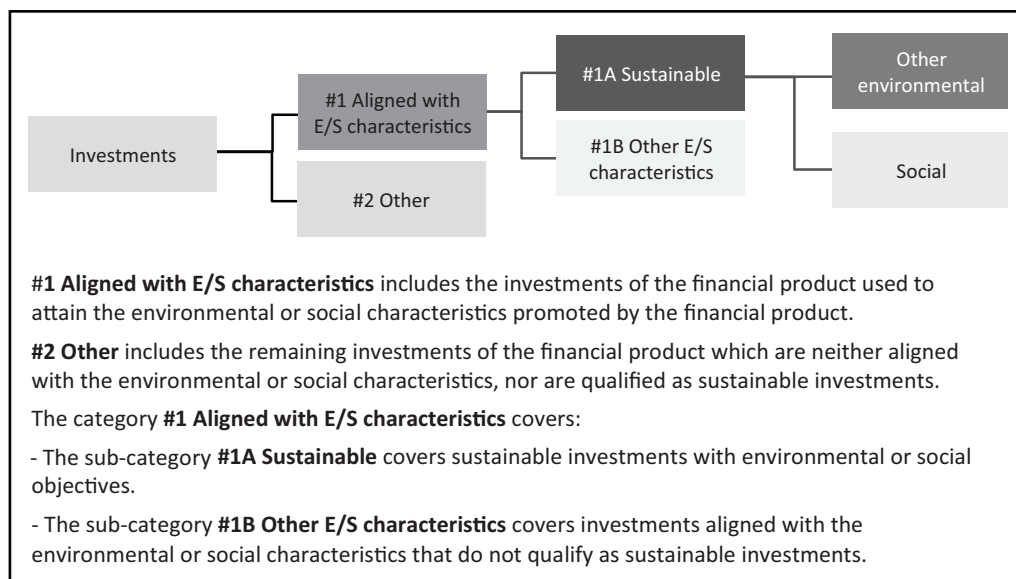 Investments
#1 Aligned with
E/S characteristics
#2 Other
#1A Sustainable
#1B Other E/S
characteristics
Other
environmental
Social
#1 Aligned with E/S characteristics includes the investments of the financial product used to
attain the environmental or social characteristics promoted by the financial product.
#2 Other includes the remaining investments of the financial product which are neither aligned
with the environmental or social characteristics, nor are qualified as sustainable investments.
The category #1 Aligned with E/S characteristics covers:
- The sub-category #1A Sustainable covers sustainable investments with environmental or social
objectives.
- The sub-category #1B Other E/S characteristics covers investments aligned with the
environmental or social characteristics that do not qualify as sustainable investments.